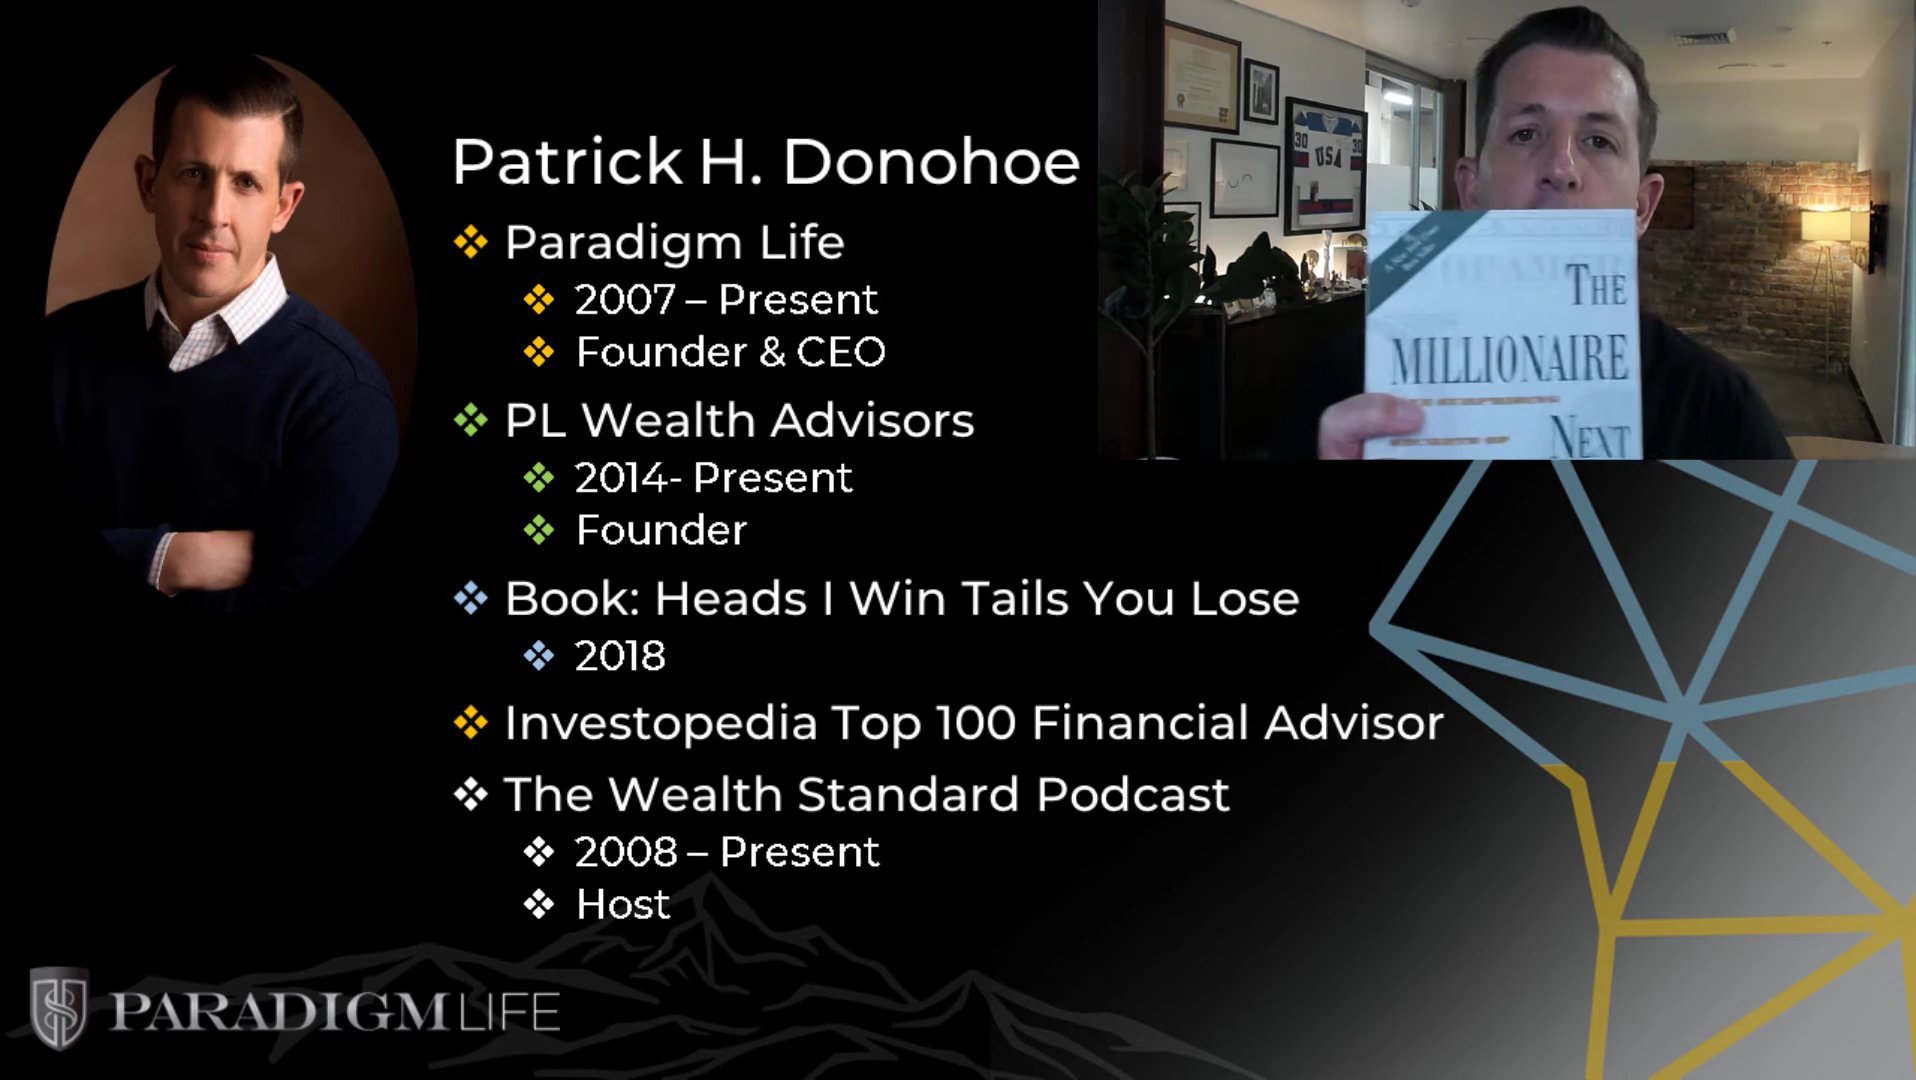 Patrick H. Donohoe
Paradigm Life
2007 – Present
Founder & CEO
PL Wealth Advisors
2014- Present
Founder
Book: Heads I Win Tails You Lose
2018
Investopedia Top 100 Financial Advisor
The Wealth Standard Podcast
2008 – Present
Host
PARADIGM LIFE
30 30
USA
THE
MILLIONAIRE
NEXT